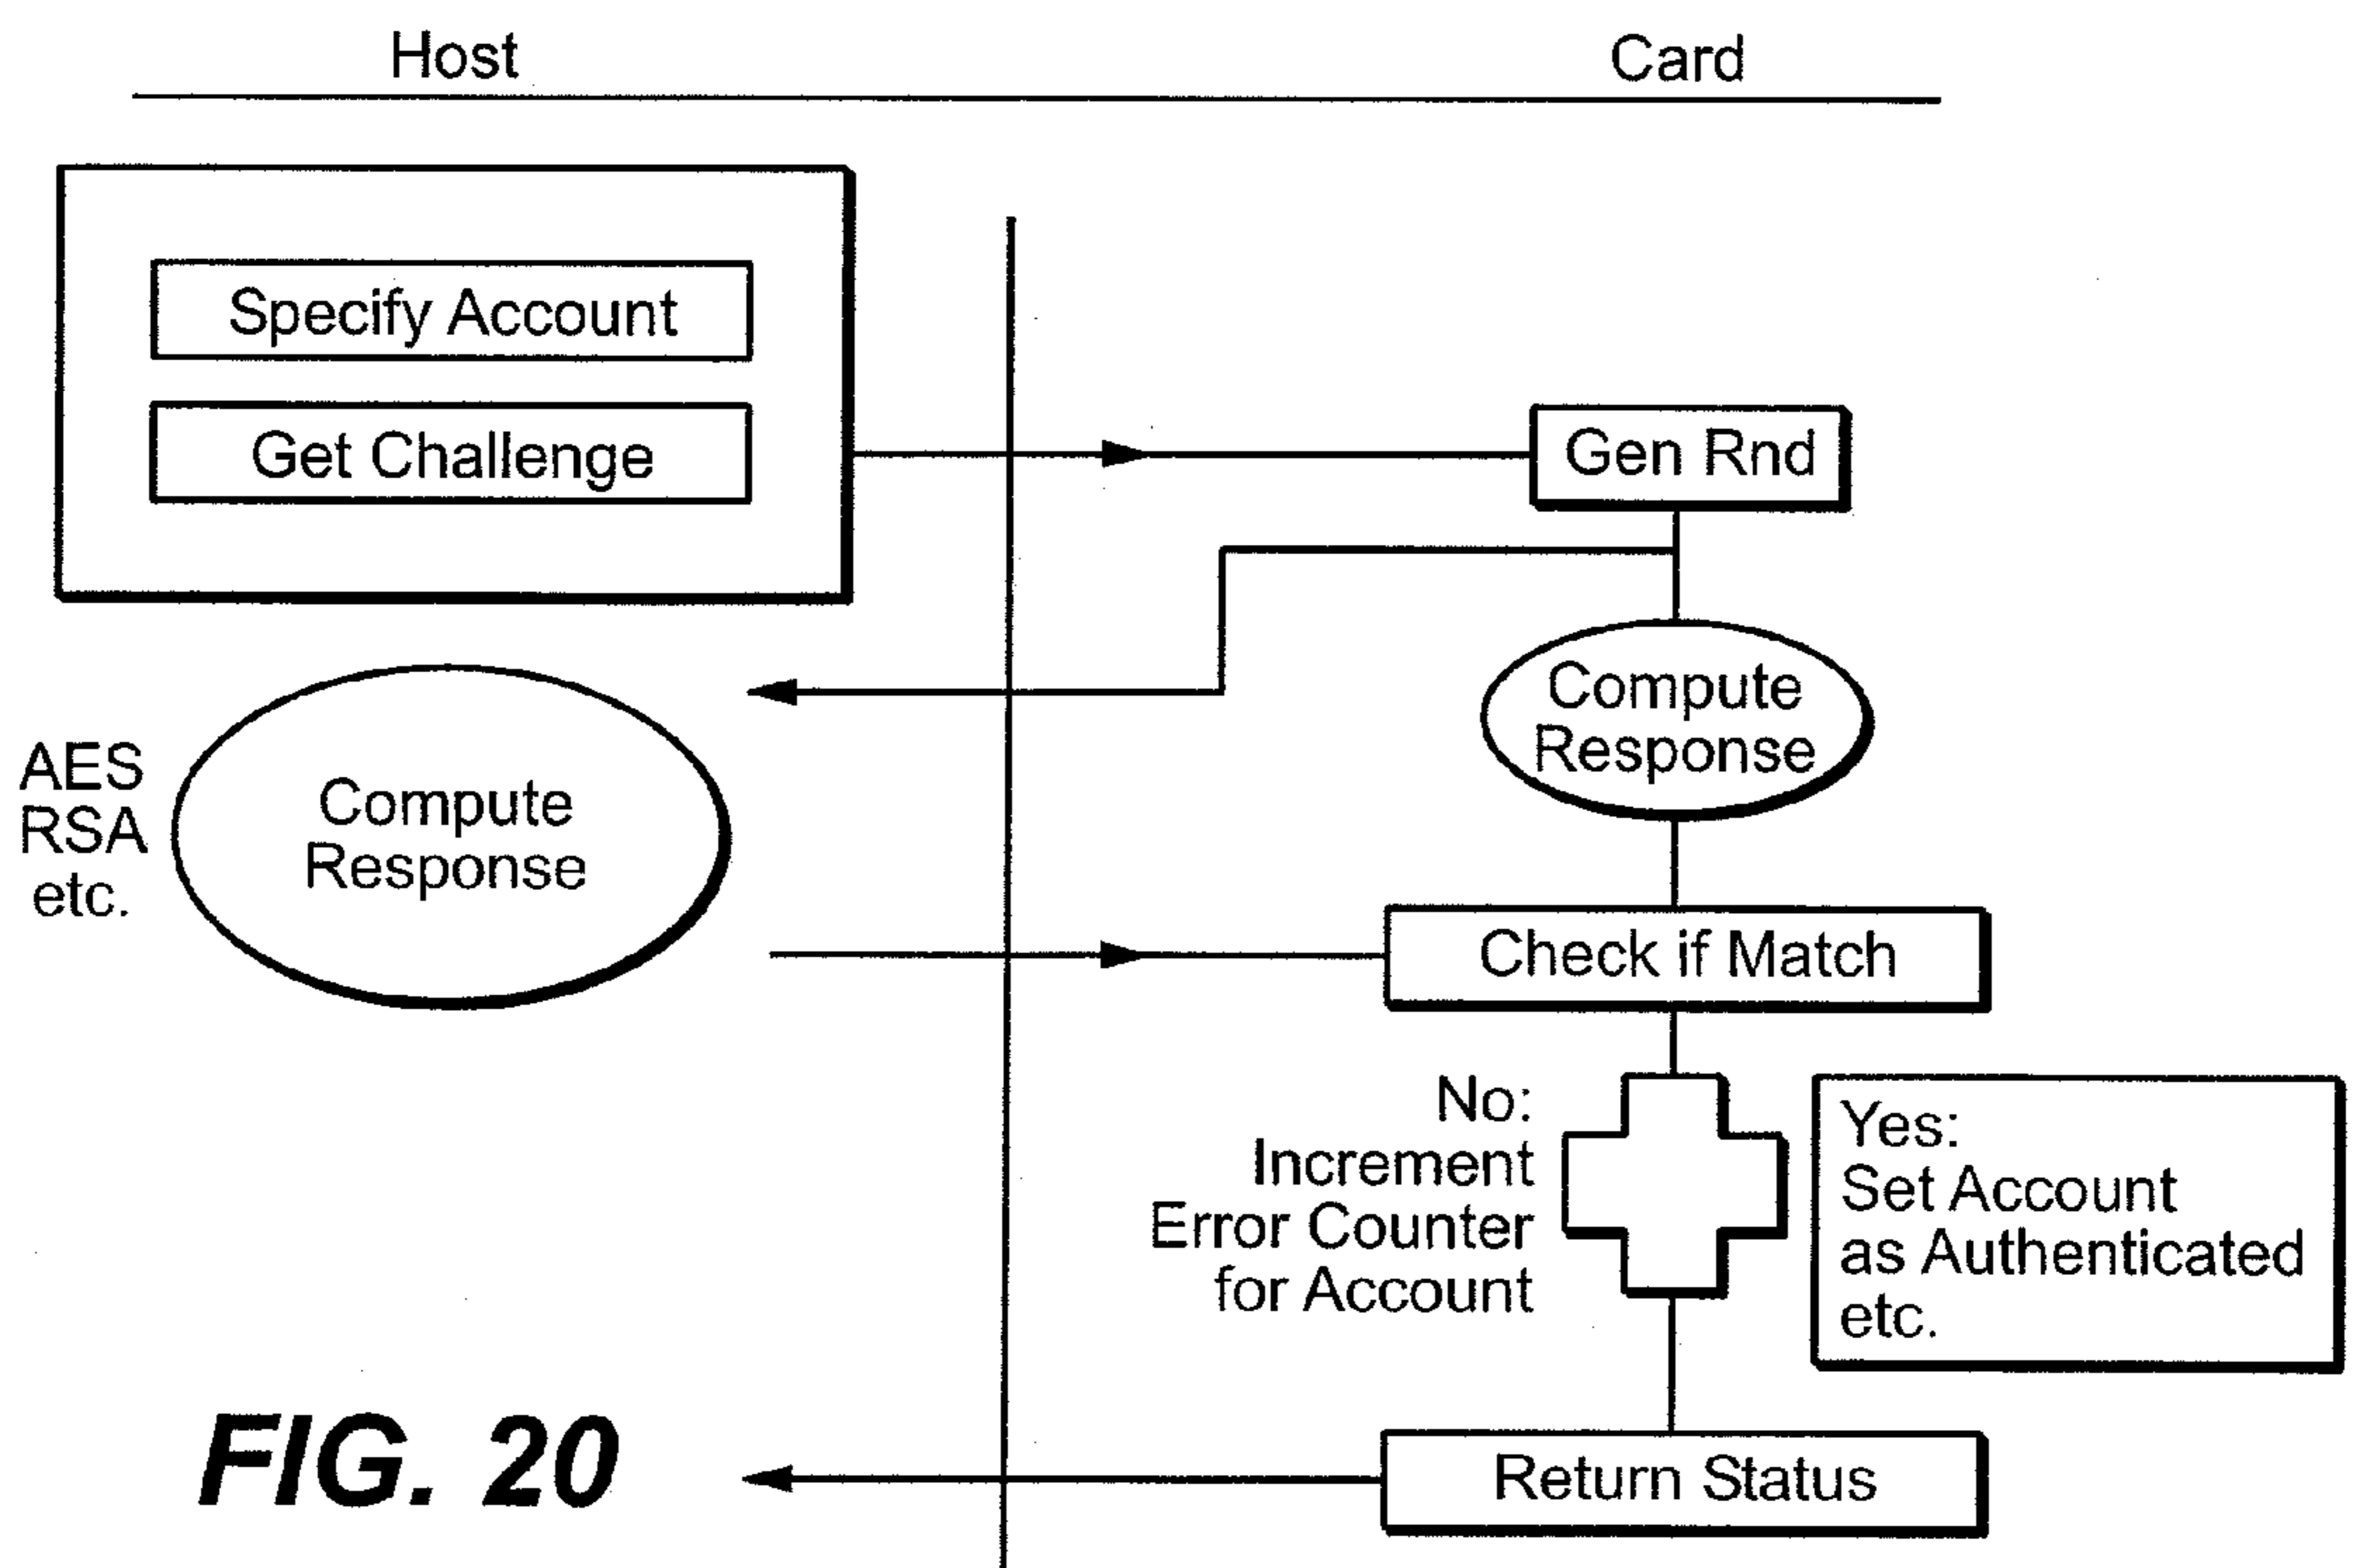 Host
Card
Specify Account
Get Challenge
Gen Rnd
Compute
Response
AES
RSA
etc.
Compute
Response
Check if Match
No:
Increment
Error Counter
for Account
Yes:
Set Account
as Authenticated
etc.
Return Status
FIG. 20